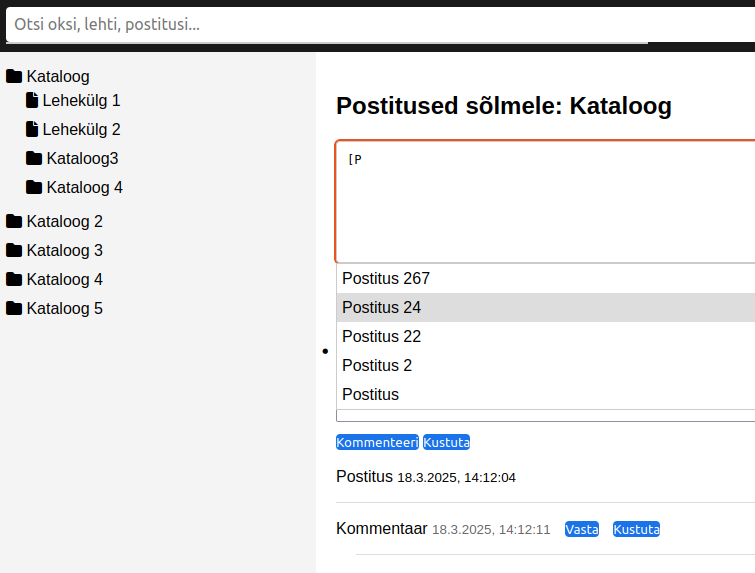 Otsi oksi, lehti, postitusi...
Kataloog
Lehekülg 1
Lehekülg 2
Kataloog3
Kataloog 4
Kataloog 2
Kataloog 3
Kataloog 4
Kataloog 5
Postitused sõlmele: Kataloog
[P
Postitus 267
Postitus 24
Postitus 22
Postitus 2
Postitus
Kommenteeri Kustuta
Postitus 18.3.2025, 14:12:04
Kommentaar 18.3.2025, 14:12:11 Vasta Kustuta